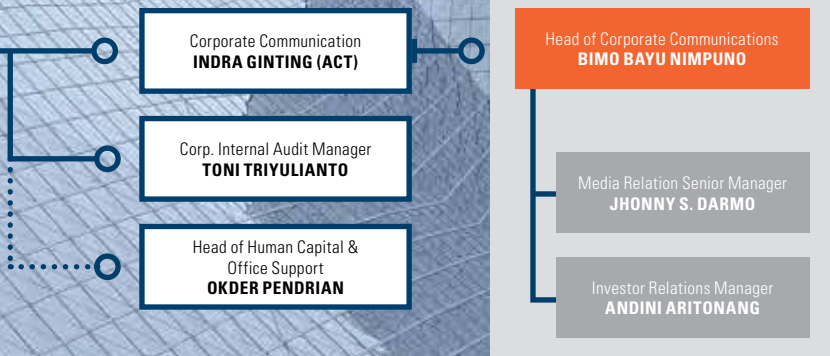 Corporate Communication
INDRA GINTING (ACT)
Corp. Internal Audit Manager
TONI TRIYULIANTO
Head of Human Capital &
Office Support
OKDER PENDRIAN
Head of Corporate Communications
BIMO BAYU NIMPUNO
Media Relation Senior Manager
JHONNY S. DARMO
Investor Relations Manager
ANDINI ARITONANG